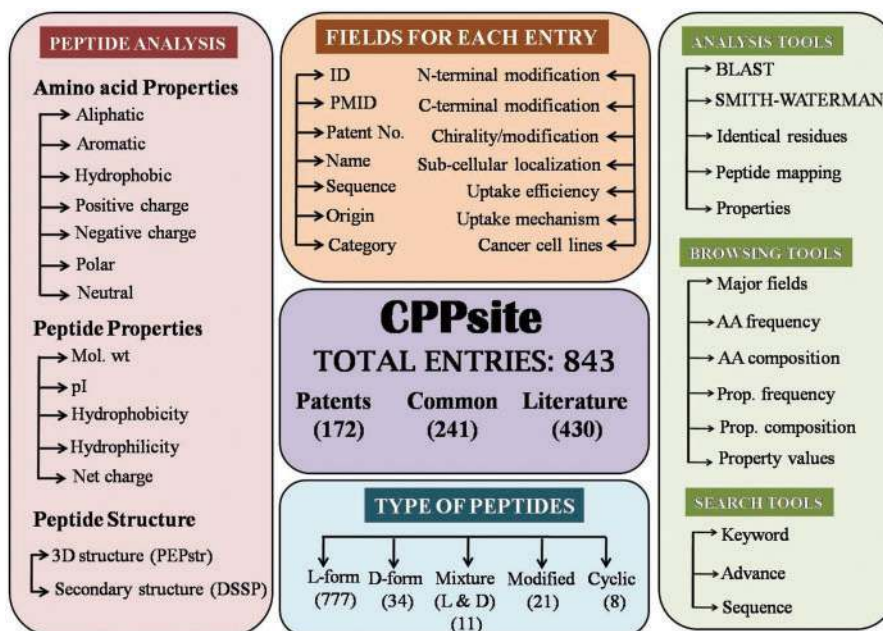 PEPTIDE ANALYSIS
Amino acid Properties
Aliphatic
Aromatic
Hydrophobic
Positive charge
Negative charge
Polar
Neutral
Peptide Properties
Mol. wt
pI
Hydrophobicity
Hydrophilicity
Net charge
Peptide Structure
3D structure (PEPstr)
Secondary structure (DSSP)
FIELDS FOR EACH ENTRY
ID N-terminal modification
PMID C-terminal modification
Patent No. Chirality/modification
Name Sub-cellular localization
Sequence Uptake efficiency
Origin Uptake mechanism
Category Cancer cell lines
CPPsite
TOTAL ENTRIES: 843
Patents Common Literature
(172) (241) (430)
TYPE OF PEPTIDES
L-form D-form Mixture Modified Cyclic
(777) (34) (L & D) (21) (8)
(11)
ANALYSIS TOOLS
BLAST
SMITH-WATERMAN
Identical residues
Peptide mapping
Properties
BROWSING TOOLS
Major fields
AA frequency
AA composition
Prop. frequency
Prop. composition
Property values
SEARCH TOOLS
Keyword
Advance
Sequence